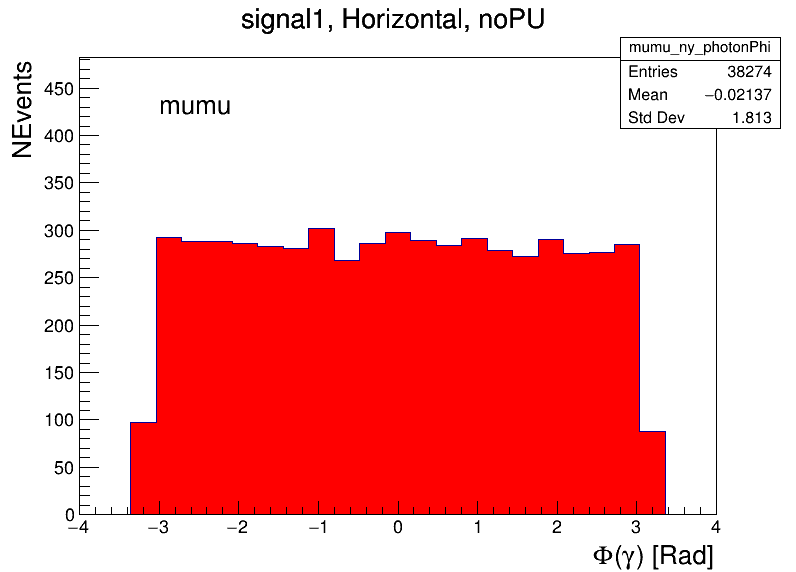 signal1, Horizontal, noPU
mumu_ny_photonPhi
Entries 38274
Mean −0.02137
Std Dev 1.813
NEvents
mumu
450
400
350
300
250
200
150
100
50
0
−4 −3 −2 −1 0 1 2 3 4
Φ(γ) [Rad]